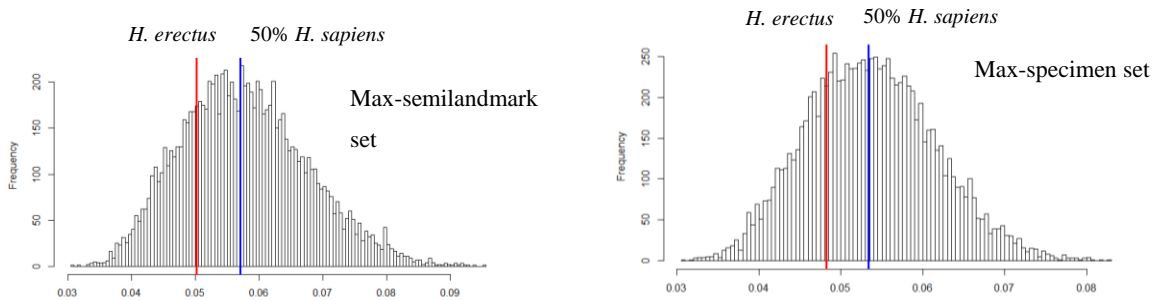 H. erectus 50% H. sapiens
Max-semilandmark
set
Frequency
200
150
100
50
0
0.03 0.04 0.05 0.06 0.07 0.08 0.09
H. erectus 50% H. sapiens
Max-specimen set
Frequency
250
200
150
100
50
0
0.03 0.04 0.05 0.06 0.07 0.08